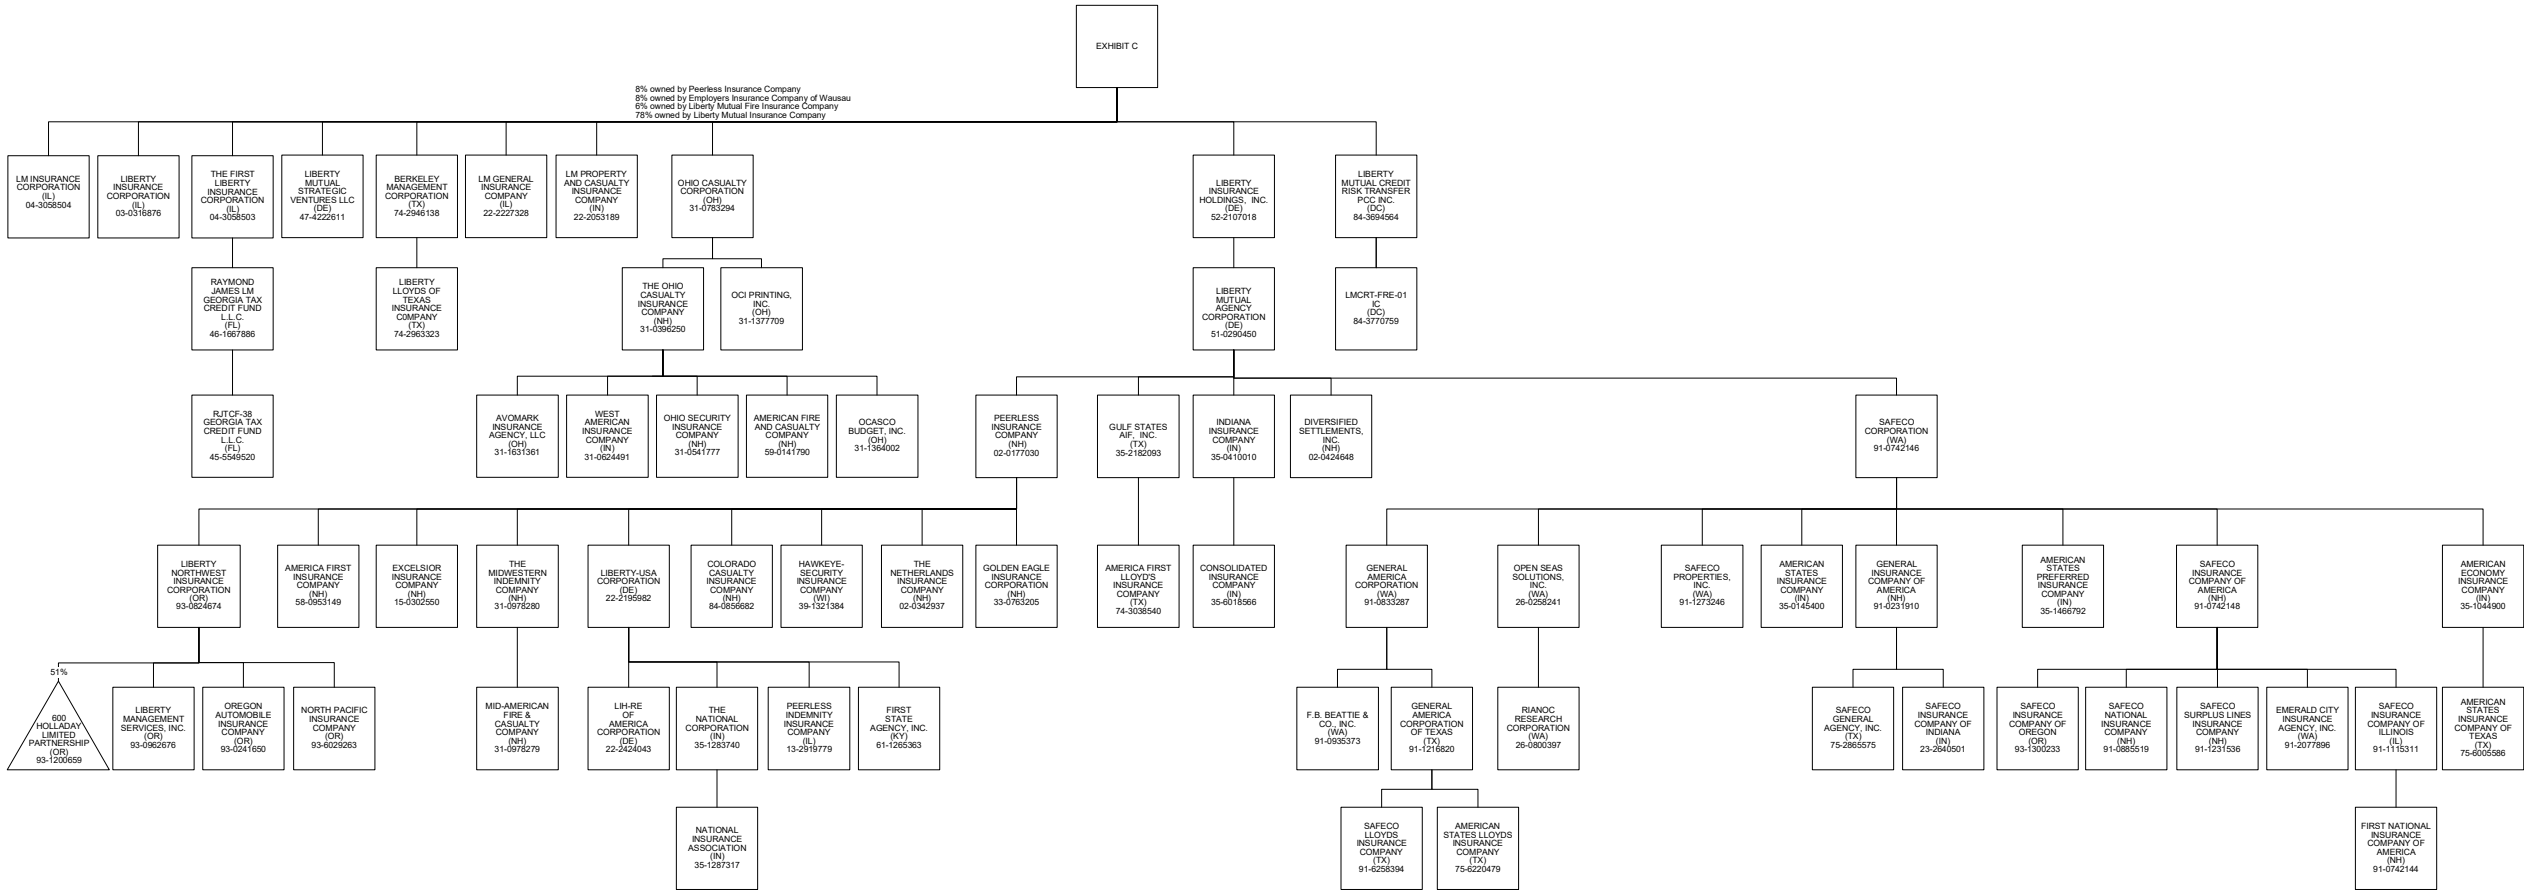 EXHIBIT C
8% owned by Peerless Insurance Company
8% owned by Employers Insurance Company of Wausau
6% owned by Liberty Mutual Fire Insurance Company
78% owned by Liberty Mutual Insurance Company
LM INSURANCE
CORPORATION
(IL)
04-3058504
LIBERTY
INSURANCE
CORPORATION
(IL)
03-0316876
THE FIRST
LIBERTY
INSURANCE
CORPORATION
(IL)
04-3058503
LIBERTY
MUTUAL
STRATEGIC
VENTURES LLC
(DE)
47-4222611
BERKELEY
MANAGEMENT
CORPORATION
(TX)
74-2946138
LM GENERAL
INSURANCE
COMPANY
(IL)
22-2227328
LM PROPERTY
AND CASUALTY
INSURANCE
COMPANY
(IN)
22-2053189
OHIO CASUALTY
CORPORATION
(OH)
31-0783294
LIBERTY
INSURANCE
HOLDINGS, INC.
(DE)
52-2107018
LIBERTY
MUTUAL CREDIT
RISK TRANSFER
PCC INC.
(DC)
84-3694564
RAYMOND
JAMES LM
GEORGIA TAX
CREDIT FUND
L.L.C.
(FL)
46-1667886
LIBERTY
LLOYDS OF
TEXAS
INSURANCE
C0MPANY
(TX)
74-2963323
THE OHIO
CASUALTY
INSURANCE
COMPANY
(NH)
31-0396250
OCI PRINTING,
INC.
(OH)
31-1377709
LIBERTY
MUTUAL
AGENCY
CORPORATION
(DE)
51-0290450
LMCRT-FRE-01
IC
(DC)
84-3770759
RJTCF-38
GEORGIA TAX
CREDIT FUND
L.L.C.
(FL)
45-5549520
AVOMARK
INSURANCE
AGENCY, LLC
(OH)
31-1631361
WEST
AMERICAN
INSURANCE
COMPANY
(IN)
31-0624491
OHIO SECURITY
INSURANCE
COMPANY
(NH)
31-0541777
AMERICAN FIRE
AND CASUALTY
COMPANY
(NH)
59-0141790
OCASCO
BUDGET, INC.
(OH)
31-1364002
PEERLESS
INSURANCE
COMPANY
(NH)
02-0177030
GULF STATES
AIF, INC.
(TX)
35-2182093
INDIANA
INSURANCE
COMPANY
(IN)
35-0410010
DIVERSIFIED
SETTLEMENTS,
INC.
(NH)
02-0424648
SAFECO
CORPORATION
(WA)
91-0742146
LIBERTY
NORTHWEST
INSURANCE
CORPORATION
(OR)
93-0824674
AMERICA FIRST
INSURANCE
COMPANY
(NH)
58-0953149
EXCELSIOR
INSURANCE
COMPANY
(NH)
15-0302550
THE
MIDWESTERN
INDEMNITY
COMPANY
(NH)
31-0978280
LIBERTY-USA
CORPORATION
(DE)
22-2195982
COLORADO
CASUALTY
INSURANCE
COMPANY
(NH)
84-0856682
HAWKEYE-
SECURITY
INSURANCE
COMPANY
(WI)
39-1321384
THE
NETHERLANDS
INSURANCE
COMPANY
(NH)
02-0342937
GOLDEN EAGLE
INSURANCE
CORPORATION
(NH)
33-0763205
AMERICA FIRST
LLOYD'S
INSURANCE
COMPANY
(TX)
74-3038540
CONSOLIDATED
INSURANCE
COMPANY
(IN)
35-6018566
GENERAL
AMERICA
CORPORATION
(WA)
91-0833287
OPEN SEAS
SOLUTIONS,
INC.
(WA)
26-0258241
SAFECO
PROPERTIES,
INC.
(WA)
91-1273246
AMERICAN
STATES
INSURANCE
COMPANY
(IN)
35-0145400
GENERAL
INSURANCE
COMPANY OF
AMERICA
(NH)
91-0231910
AMERICAN
STATES
PREFERRED
INSURANCE
COMPANY
(IN)
35-1466792
SAFECO
INSURANCE
COMPANY OF
AMERICA
(NH)
91-0742148
AMERICAN
ECONOMY
INSURANCE
COMPANY
(IN)
35-1044900
51%
600
HOLLADAY
LIMITED
PARTNERSHIP
(OR)
93-1200659
LIBERTY
MANAGEMENT
SERVICES, INC.
(OR)
93-0962676
OREGON
AUTOMOBILE
INSURANCE
COMPANY
(OR)
93-0241650
NORTH PACIFIC
INSURANCE
COMPANY
(OR)
93-6029263
MID-AMERICAN
FIRE &
CASUALTY
COMPANY
(NH)
31-0978279
LIH-RE
OF
AMERICA
CORPORATION
(DE)
22-2424043
THE
NATIONAL
CORPORATION
(IN)
35-1283740
PEERLESS
INDEMNITY
INSURANCE
COMPANY
(IL)
13-2919779
FIRST
STATE
AGENCY, INC.
(KY)
61-1265363
F.B. BEATTIE &
CO., INC.
(WA)
91-0935373
GENERAL
AMERICA
CORPORATION
OF TEXAS
(TX)
91-1216820
RIANOC
RESEARCH
CORPORATION
(WA)
26-0800397
SAFECO
GENERAL
AGENCY, INC.
(TX)
75-2865575
SAFECO
INSURANCE
COMPANY OF
INDIANA
(IN)
23-2640501
SAFECO
INSURANCE
COMPANY OF
OREGON
(OR)
93-1300233
SAFECO
NATIONAL
INSURANCE
COMPANY
(NH)
91-0885519
SAFECO
SURPLUS LINES
INSURANCE
COMPANY
(NH)
91-1231536
EMERALD CITY
INSURANCE
AGENCY, INC.
(WA)
91-2077896
SAFECO
INSURANCE
COMPANY OF
ILLINOIS
(IL)
91-1115311
AMERICAN
STATES
INSURANCE
COMPANY OF
TEXAS
(TX)
75-6005586
NATIONAL
INSURANCE
ASSOCIATION
(IN)
35-1287317
SAFECO
LLOYDS
INSURANCE
COMPANY
(TX)
91-6258394
AMERICAN
STATES LLOYDS
INSURANCE
COMPANY
(TX)
75-6220479
FIRST NATIONAL
INSURANCE
COMPANY OF
AMERICA
(NH)
91-0742144